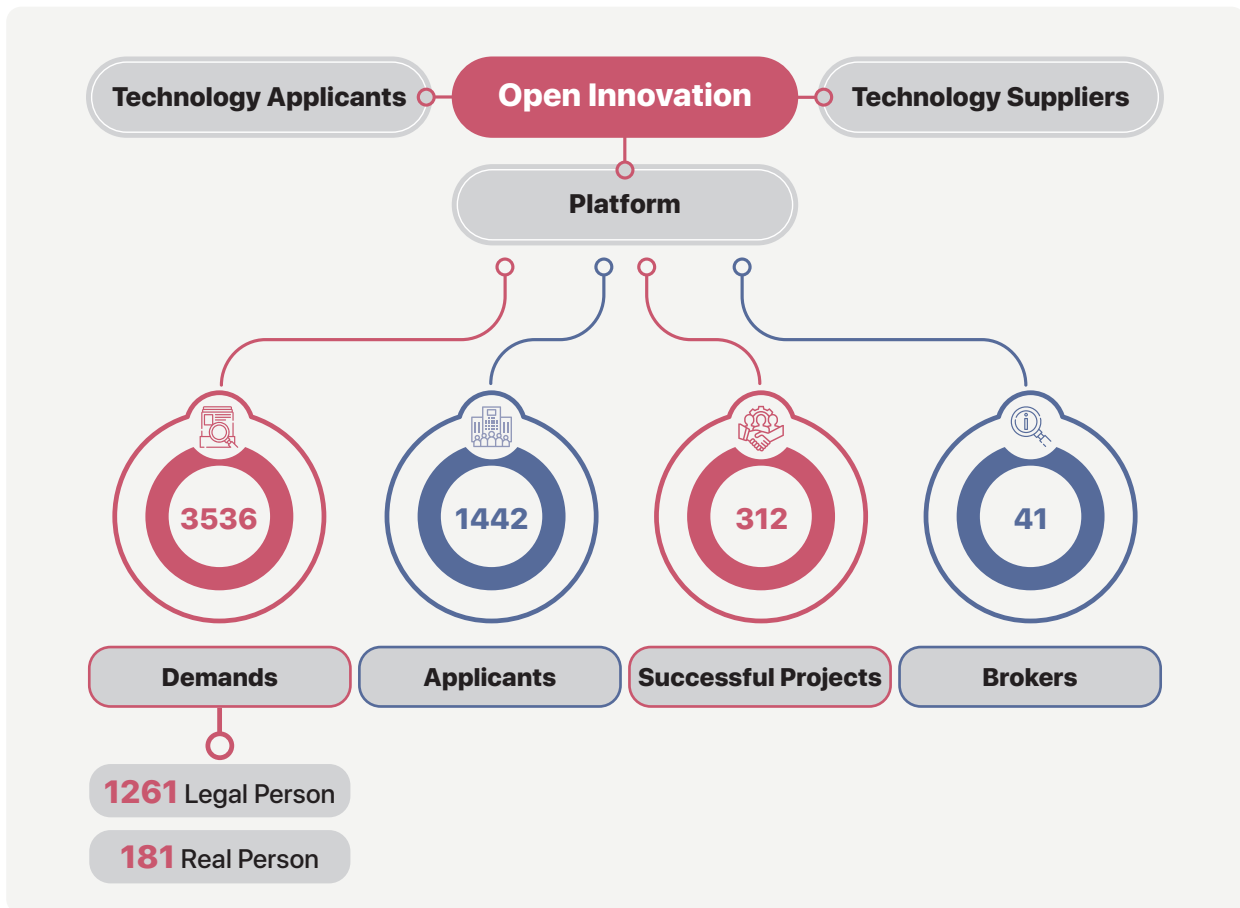 Technology Applicants
Open Innovation
Technology Suppliers
Platform
3536
1442
312
41
Demands
Applicants
Successful Projects
Brokers
1261 Legal Person
181 Real Person